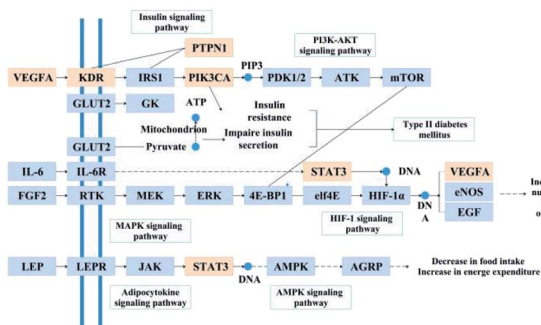 Insulin signaling
pathway
PTPN1
PI3K-AKT
signaling pathway
VEGFA
KDR
IRS1
PIK3CA
PIP3
PDK1/2
ATK
mTOR
GLUT2
GK
ATP
Insulin
resistance
Mitochondrion
Impaire insulin
secretion
Type II diabetes
mellitus
GLUT2
Pyruvate
IL-6
IL-6R
STAT3
DNA
VEGFA
FGF2
RTK
MEK
ERK
4E-BP1
elf4E
HIF-1α
DN
A
eNOS
EGF
MAPK signaling
pathway
HIF-1 signaling
pathway
LEP
LEPR
JAK
STAT3
DNA
AMPK
AGRP
Decrease in food intake
Increase in energe expenditure
Adipocytokine
signaling pathway
AMPK signaling
pathway